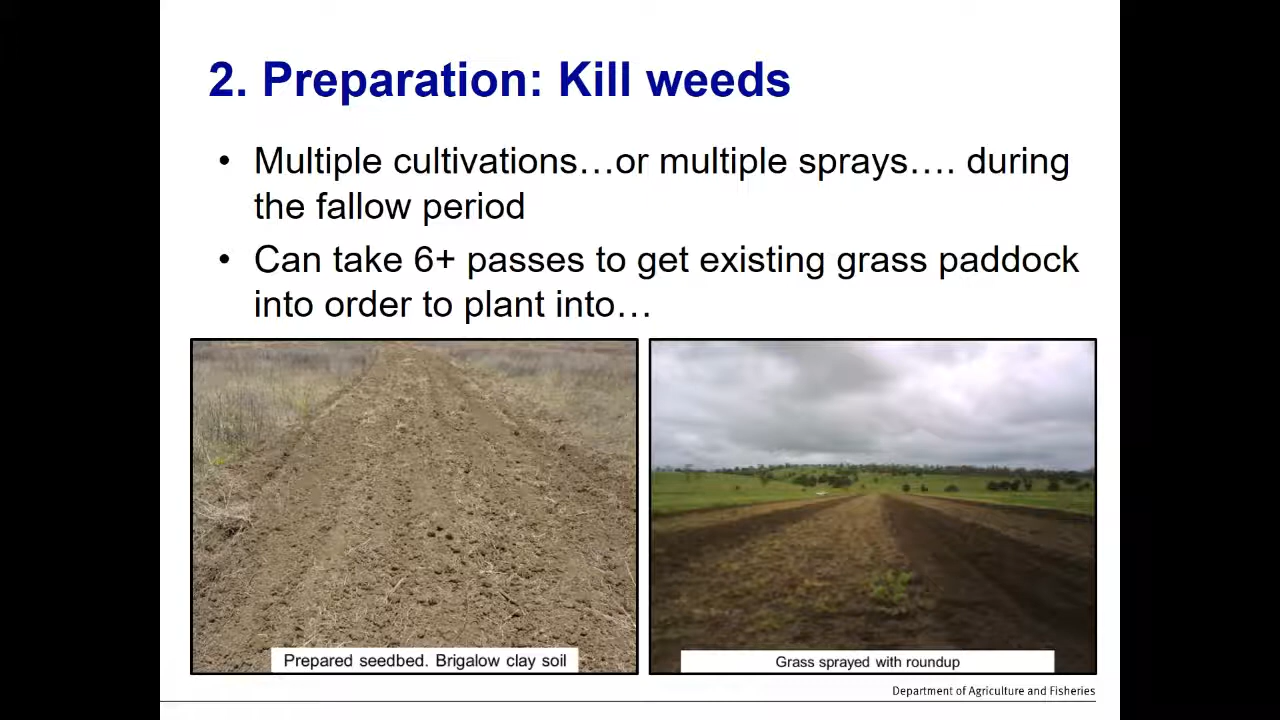 2. Preparation: Kill weeds
• Multiple cultivations…or multiple sprays…. during
the fallow period
• Can take 6+ passes to get existing grass paddock
into order to plant into…
Prepared seedbed. Brigalow clay soil
Grass sprayed with roundup
Department of Agriculture and Fisheries